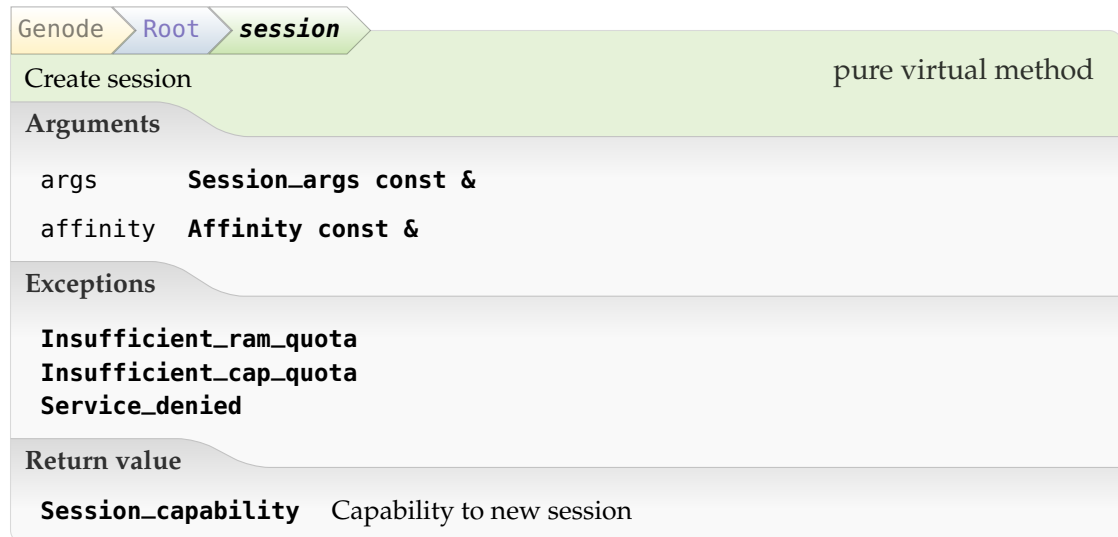 Genode Root session
Create session pure virtual method
Arguments
args Session_args const &
affinity Affinity const &
Exceptions
Insufficient_ram_quota
Insufficient_cap_quota
Service_denied
Return value
Session_capability Capability to new session